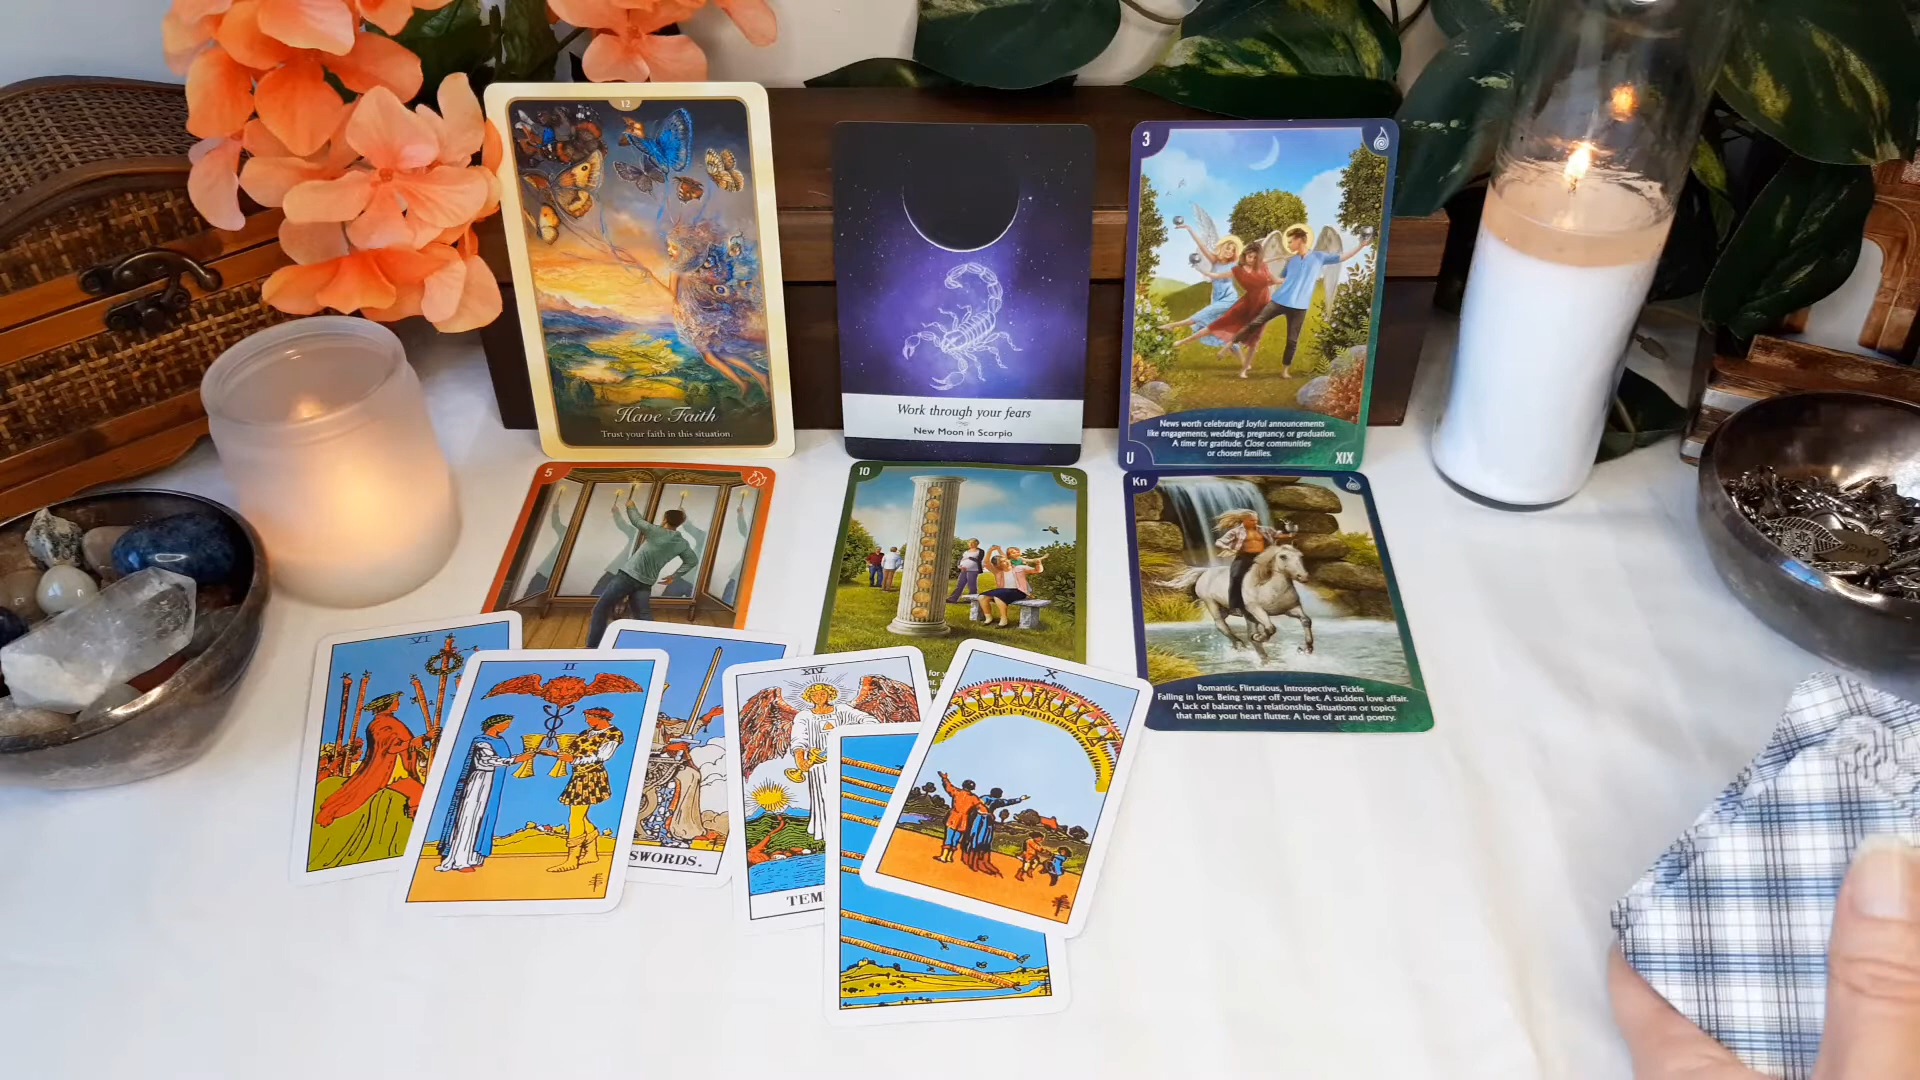 12
Have Faith
Trust your faith in this situation.
Work through your fears
New Moon in Scorpio
3
News worth celebrating! Joyful announcements
like engagements, weddings, pregnancy, or graduation.
A time for gratitude. Close communities
or chosen families.
U
XIX
5
10
for y
Kn
Romantic, Flirtatious, Introspective, Fickle
Falling in love. Being swept off your feet. A sudden love affair.
A lack of balance in a relationship. Situations or topics
that make your heart flutter. A love of art and poetry.
VI
II
SWORDS.
XIV
TEM
X